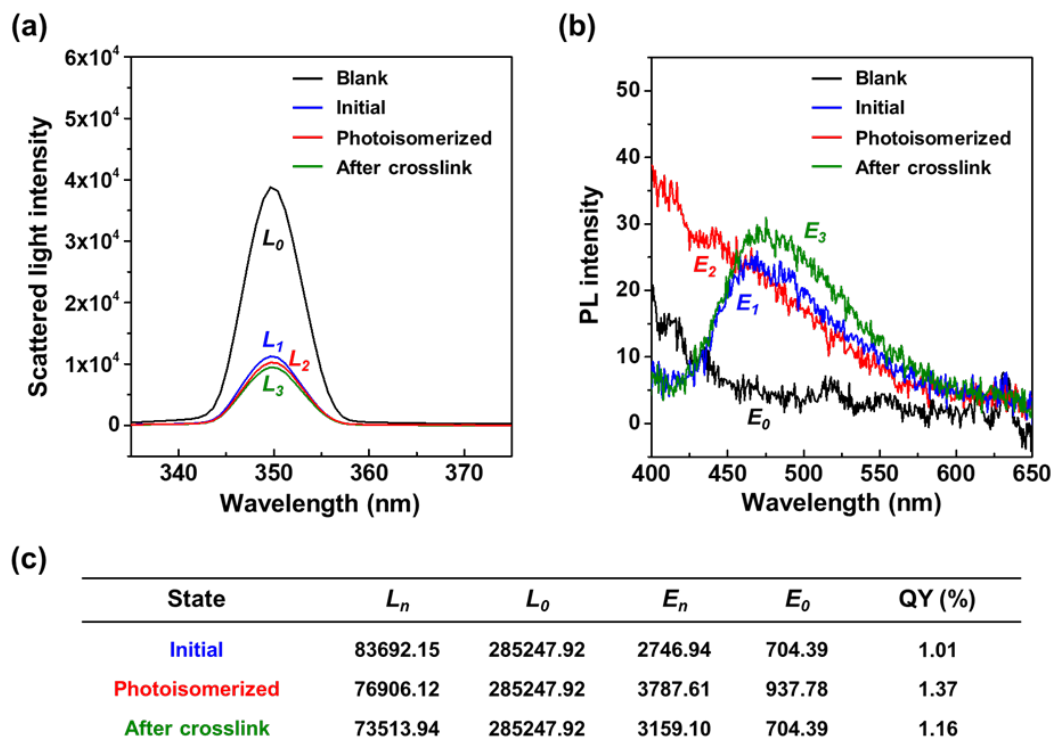 (a)
6x10⁴
5x10⁴
4x10⁴
3x10⁴
2x10⁴
1x10⁴
0
Scattered light intensity
Blank
Initial
Photoisomerized
After crosslink
L₀
L₁
L₂
L₃
340 350 360 370
Wavelength (nm)
(b)
50
40
30
20
10
0
PL intensity
Blank
Initial
Photoisomerized
After crosslink
E₃
E₂
E₁
E₀
400 450 500 550 600 650
Wavelength (nm)
(c)
State Lₙ L₀ Eₙ E₀ QY (%)
Initial 83692.15 285247.92 2746.94 704.39 1.01
Photoisomerized 76906.12 285247.92 3787.61 937.78 1.37
After crosslink 73513.94 285247.92 3159.10 704.39 1.16